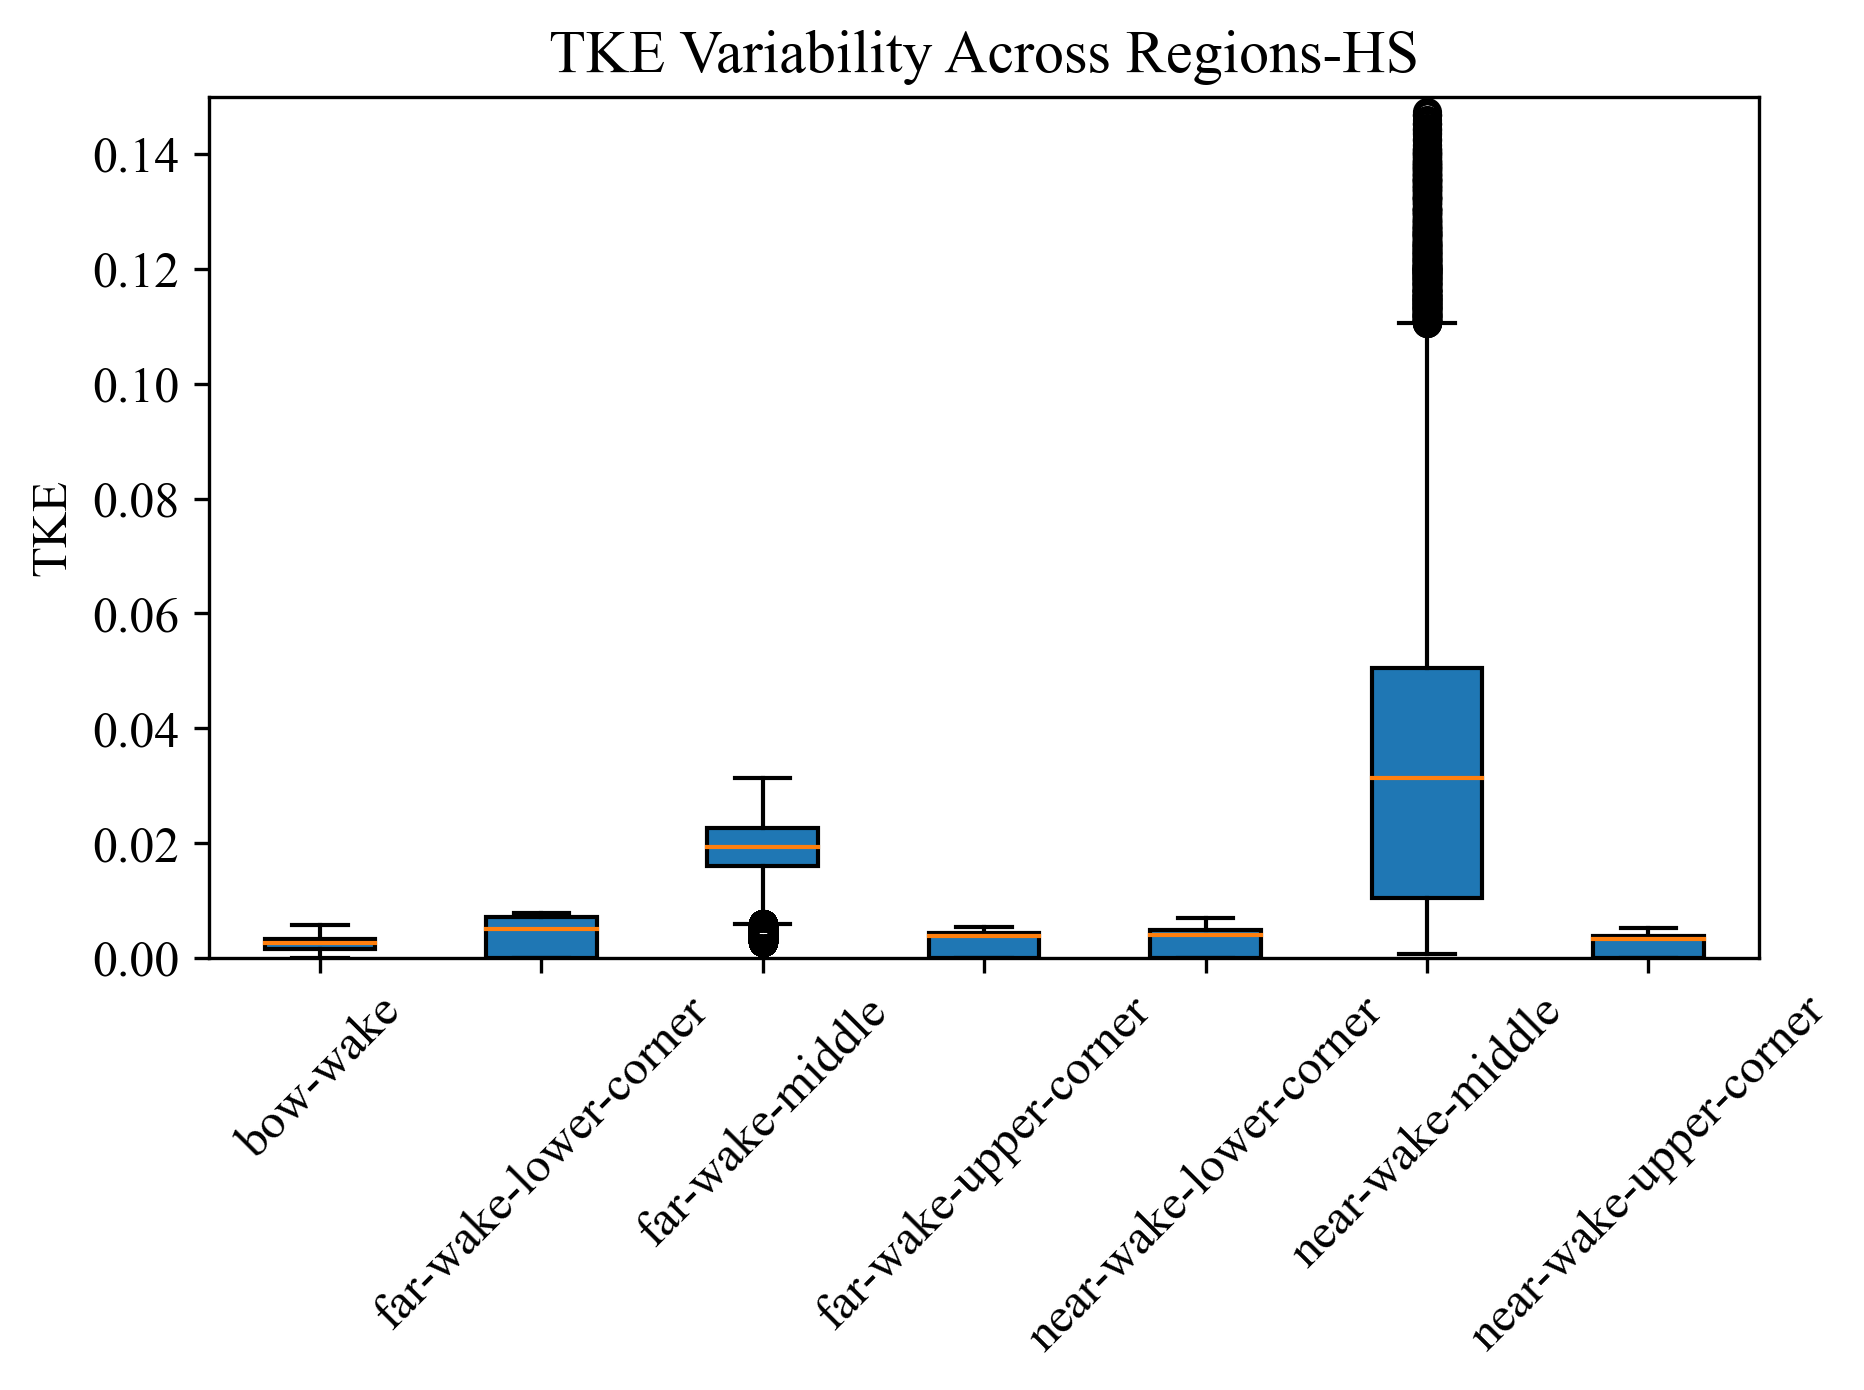 TKE Variability Across Regions-HS
0.14
0.12
0.10
0.08
0.06
0.04
0.02
0.00
TKE
bow-wake
far-wake-lower-corner
far-wake-middle
far-wake-upper-corner
near-wake-lower-corner
near-wake-middle
near-wake-upper-corner